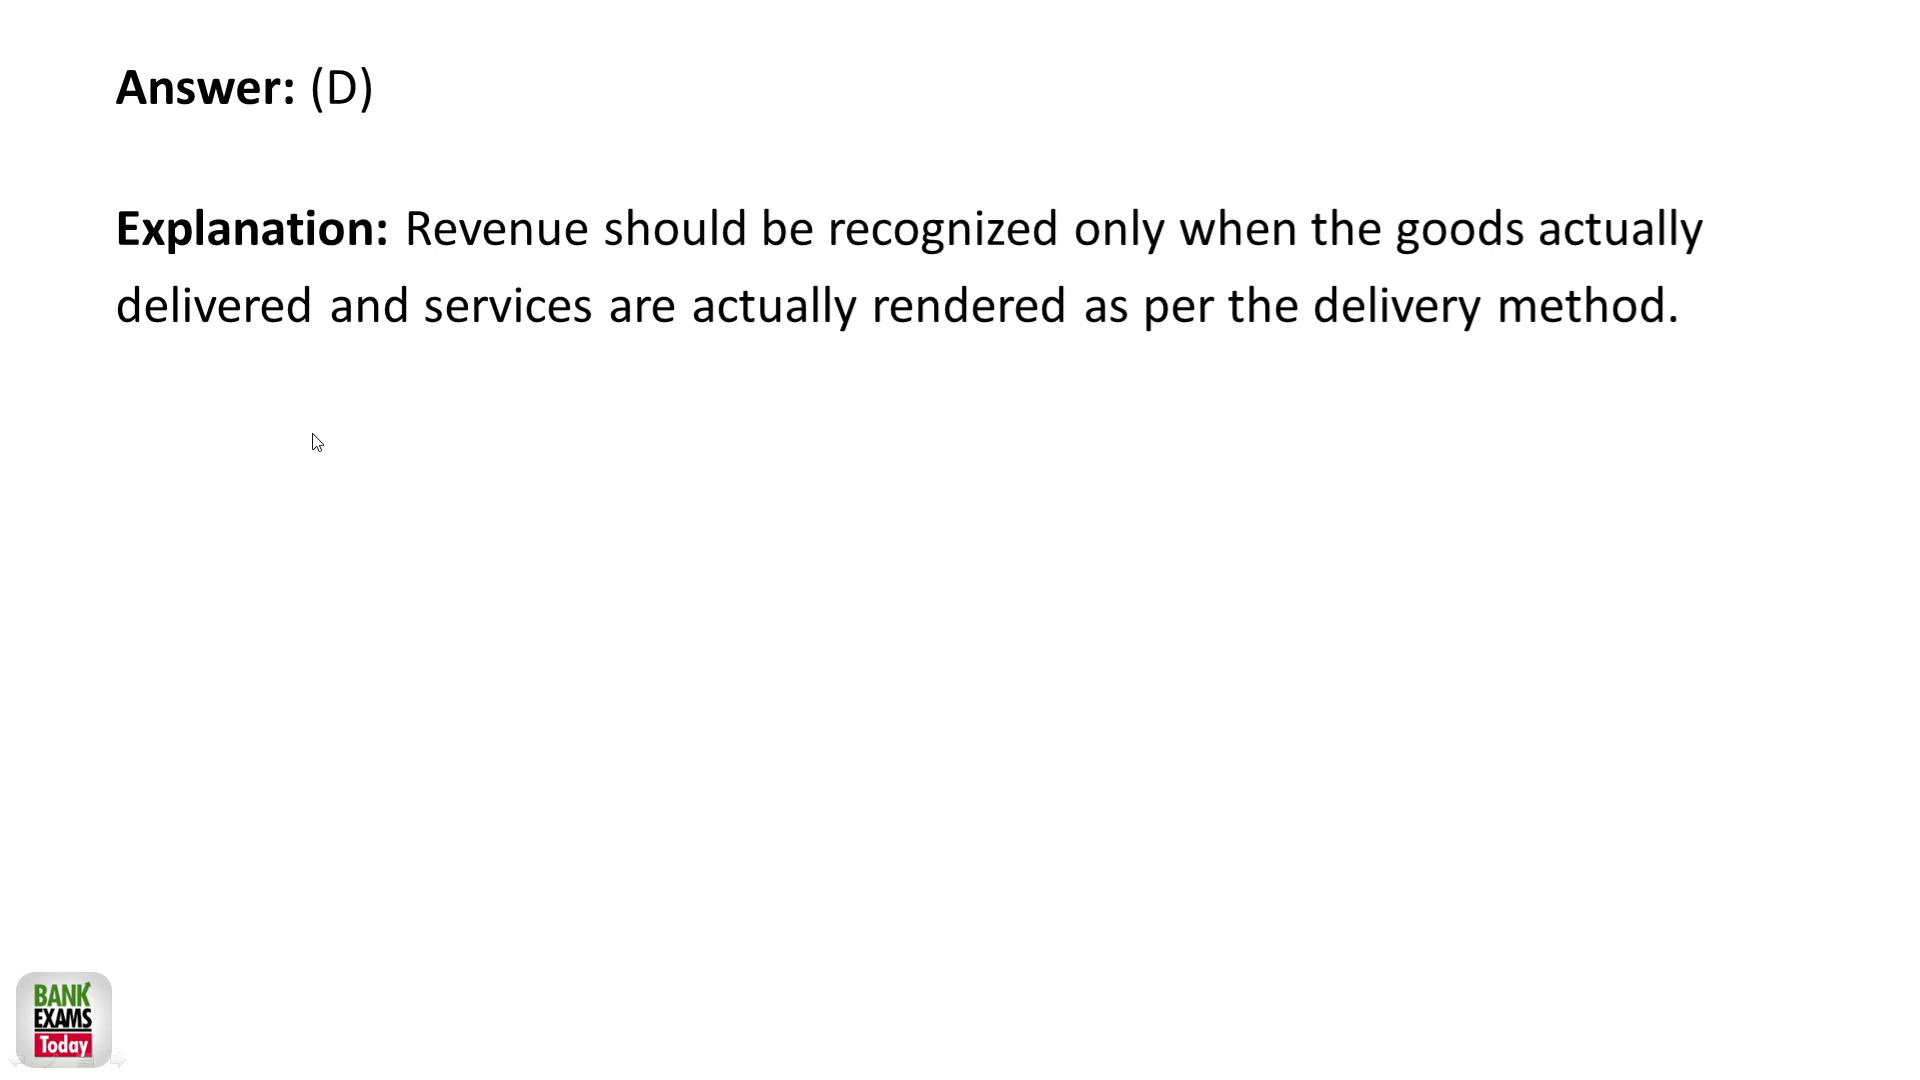 Answer: (D)
Explanation: Revenue should be recognized only when the goods actually
delivered and services are actually rendered as per the delivery method.
BANK
EXAMS
Today